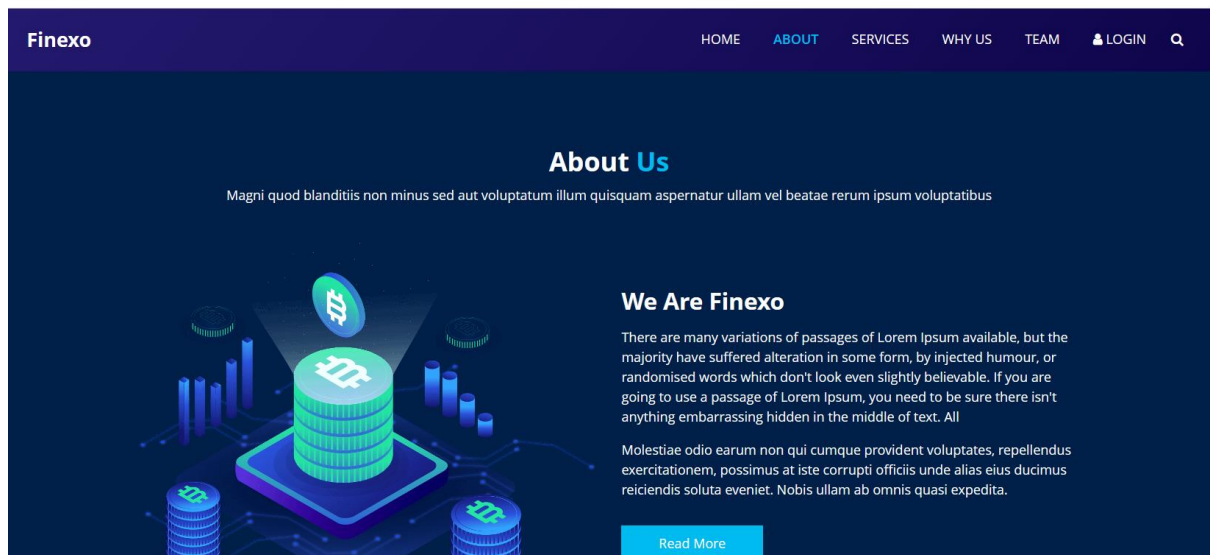 Finexo
HOME ABOUT SERVICES WHY US TEAM LOGIN
About Us
Magni quod blanditiis non minus sed aut voluptatum illum quisquam aspernatur ullam vel beatae rerum ipsum voluptatibus
We Are Finexo
There are many variations of passages of Lorem Ipsum available, but the
majority have suffered alteration in some form, by injected humour, or
randomised words which don't look even slightly believable. If you are
going to use a passage of Lorem Ipsum, you need to be sure there isn't
anything embarrassing hidden in the middle of text. All
Molestiae odio earum non qui cumque provident voluptates, repellendus
exercitationem, possimus at iste corrupti officiis unde alias eius ducimus
reiciendis soluta eveniet. Nobis ullam ab omnis quasi expedita.
Read More